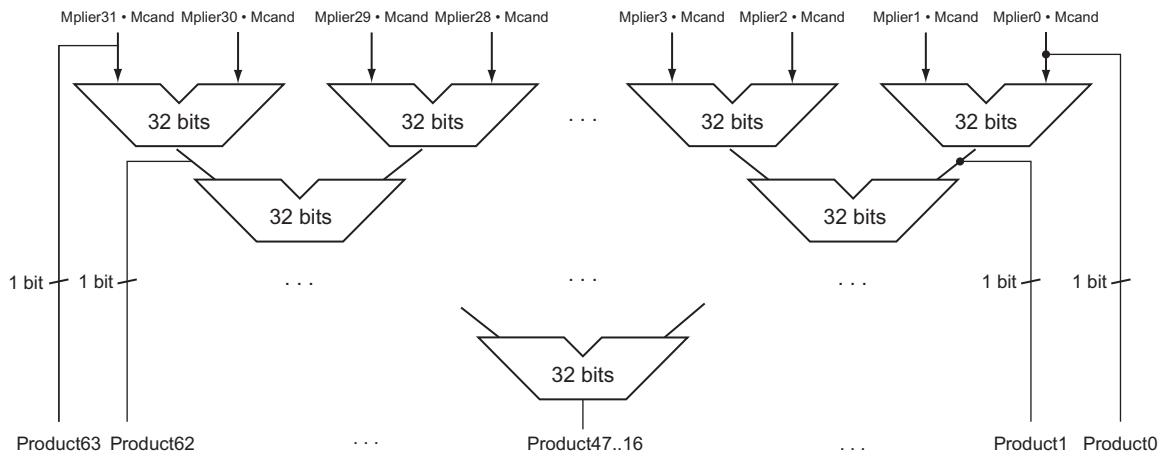 Mplier31 • Mcand Mplier30 • Mcand Mplier29 • Mcand Mplier28 • Mcand Mplier3 • Mcand Mplier2 • Mcand Mplier1 • Mcand Mplier0 • Mcand
32 bits 32 bits . . . 32 bits 32 bits
32 bits 32 bits
1 bit 1 bit . . . . . . . . . 1 bit 1 bit
32 bits
Product63 Product62 . . . Product47..16 . . . Product1 Product0